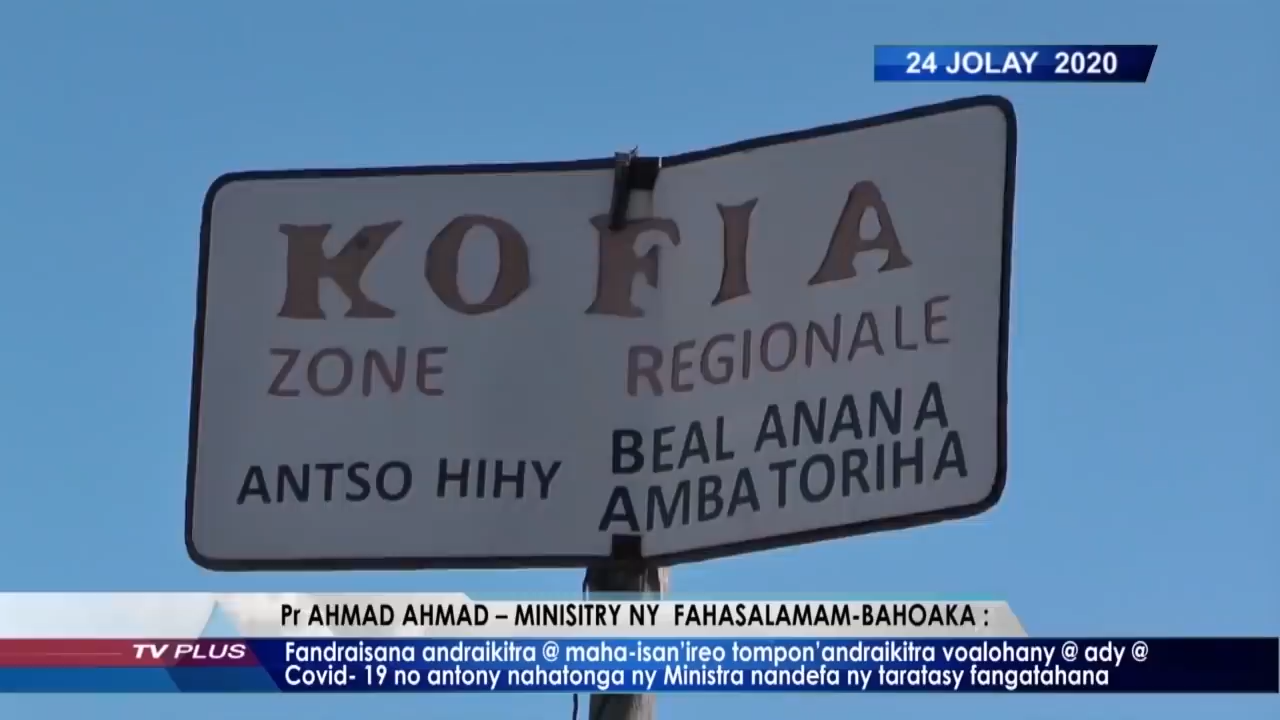 24 JOLAY 2020
KOFIA
ZONE REGIONALE
ANTSO HIHY BEAL ANANA
AMBATORIHA
Pr AHMAD AHMAD – MINISITRY NY FAHASALAMAM-BAHOAKA :
TV PLUS
Fandraisana andraikitra @ maha-isan'ireo tompon'andraikitra voalohany @ ady @
Covid- 19 no antony nahatonga ny Ministra nandefa ny taratasy fangatahana